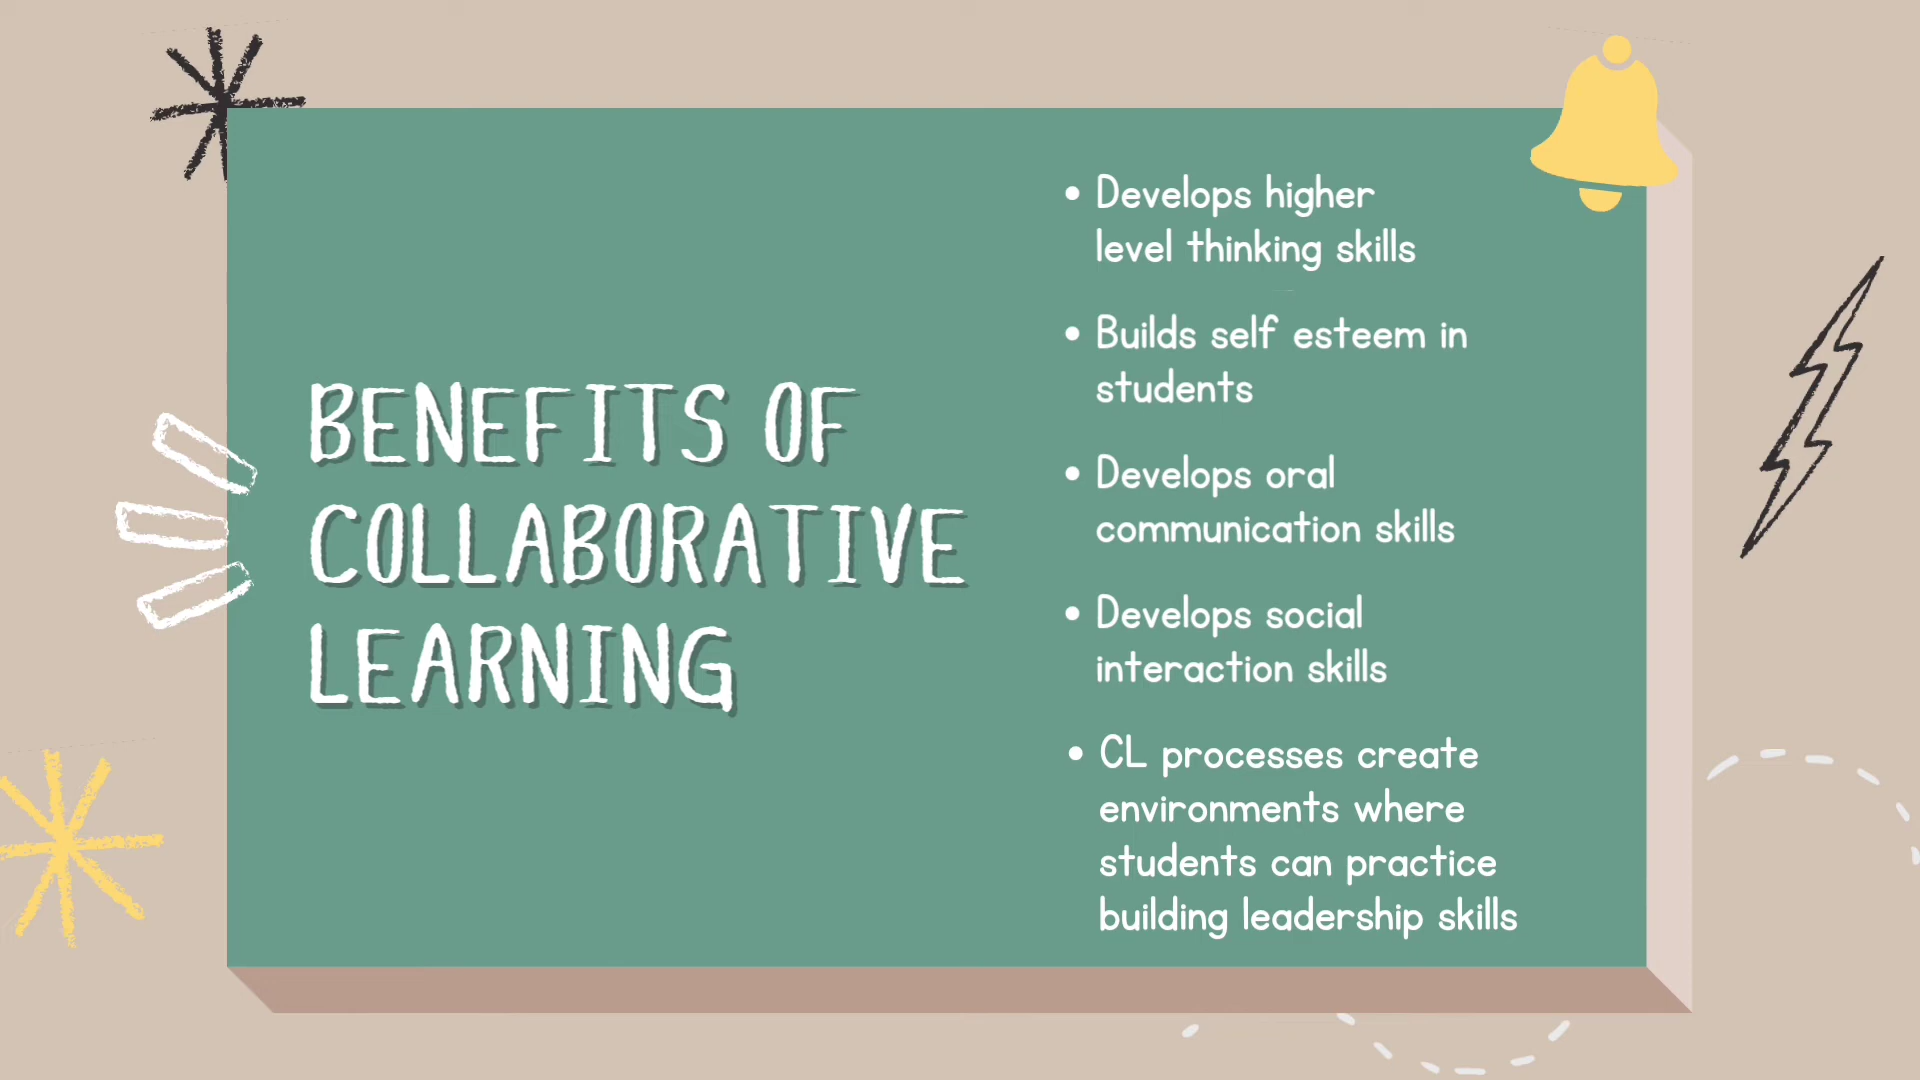 BENEFITS OF
COLLABORATIVE
LEARNING
• Develops higher
level thinking skills
• Builds self esteem in
students
• Develops oral
communication skills
• Develops social
interaction skills
• CL processes create
environments where
students can practice
building leadership skills